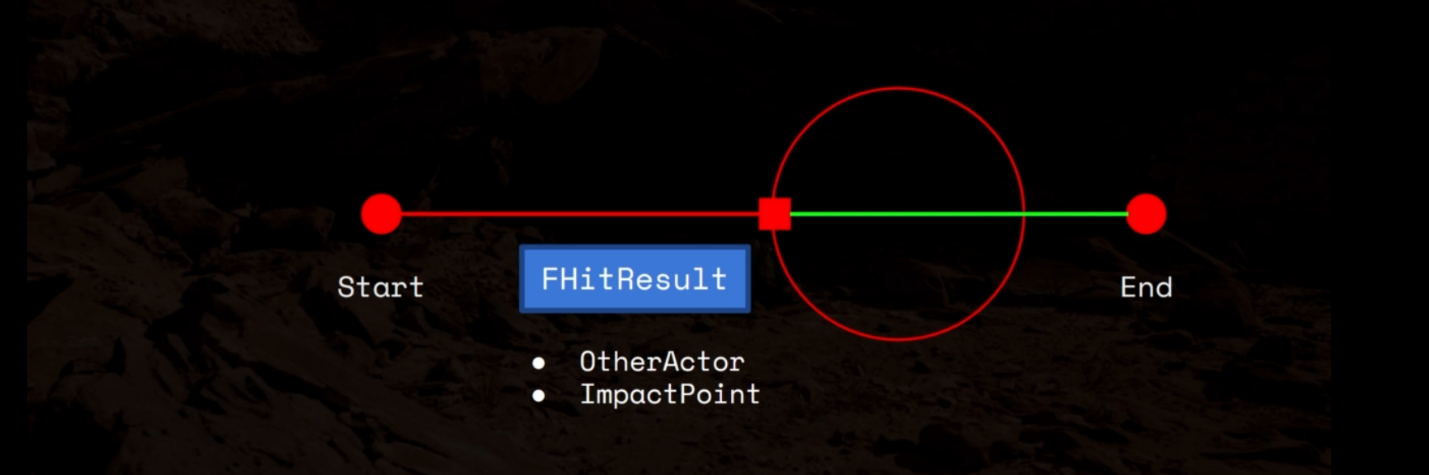 Start
End
FHitResult
● OtherActor
● ImpactPoint